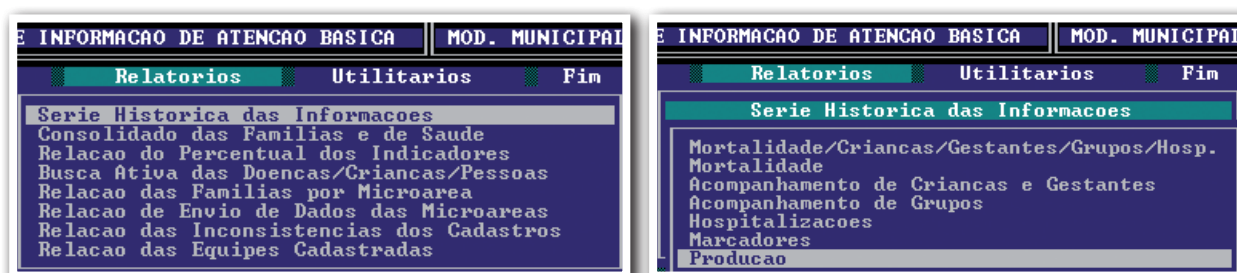 E INFORMACAO DE ATENCAO BASICA MOD. MUNICIPAL
Relatorios Utilitarios Fim
Serie Historica das Informacoes
Consolidado das Familias e de Saude
Relacao do Percentual dos Indicadores
Busca Ativa das Doencas/Criancas/Pessoas
Relacao das Familias por Microarea
Relacao de Envio de Dados das Microareas
Relacao das Inconsistencias dos Cadastros
Relacao das Equipes Cadastradas
E INFORMACAO DE ATENCAO BASICA MOD. MUNICIPAL
Relatorios Utilitarios Fim
Serie Historica das Informacoes
Mortalidade/Criancas/Gestantes/Grupos/Hosp.
Mortalidade
Acompanhamento de Criancas e Gestantes
Acompanhamento de Grupos
Hospitalizacoes
Marcadores
Producao